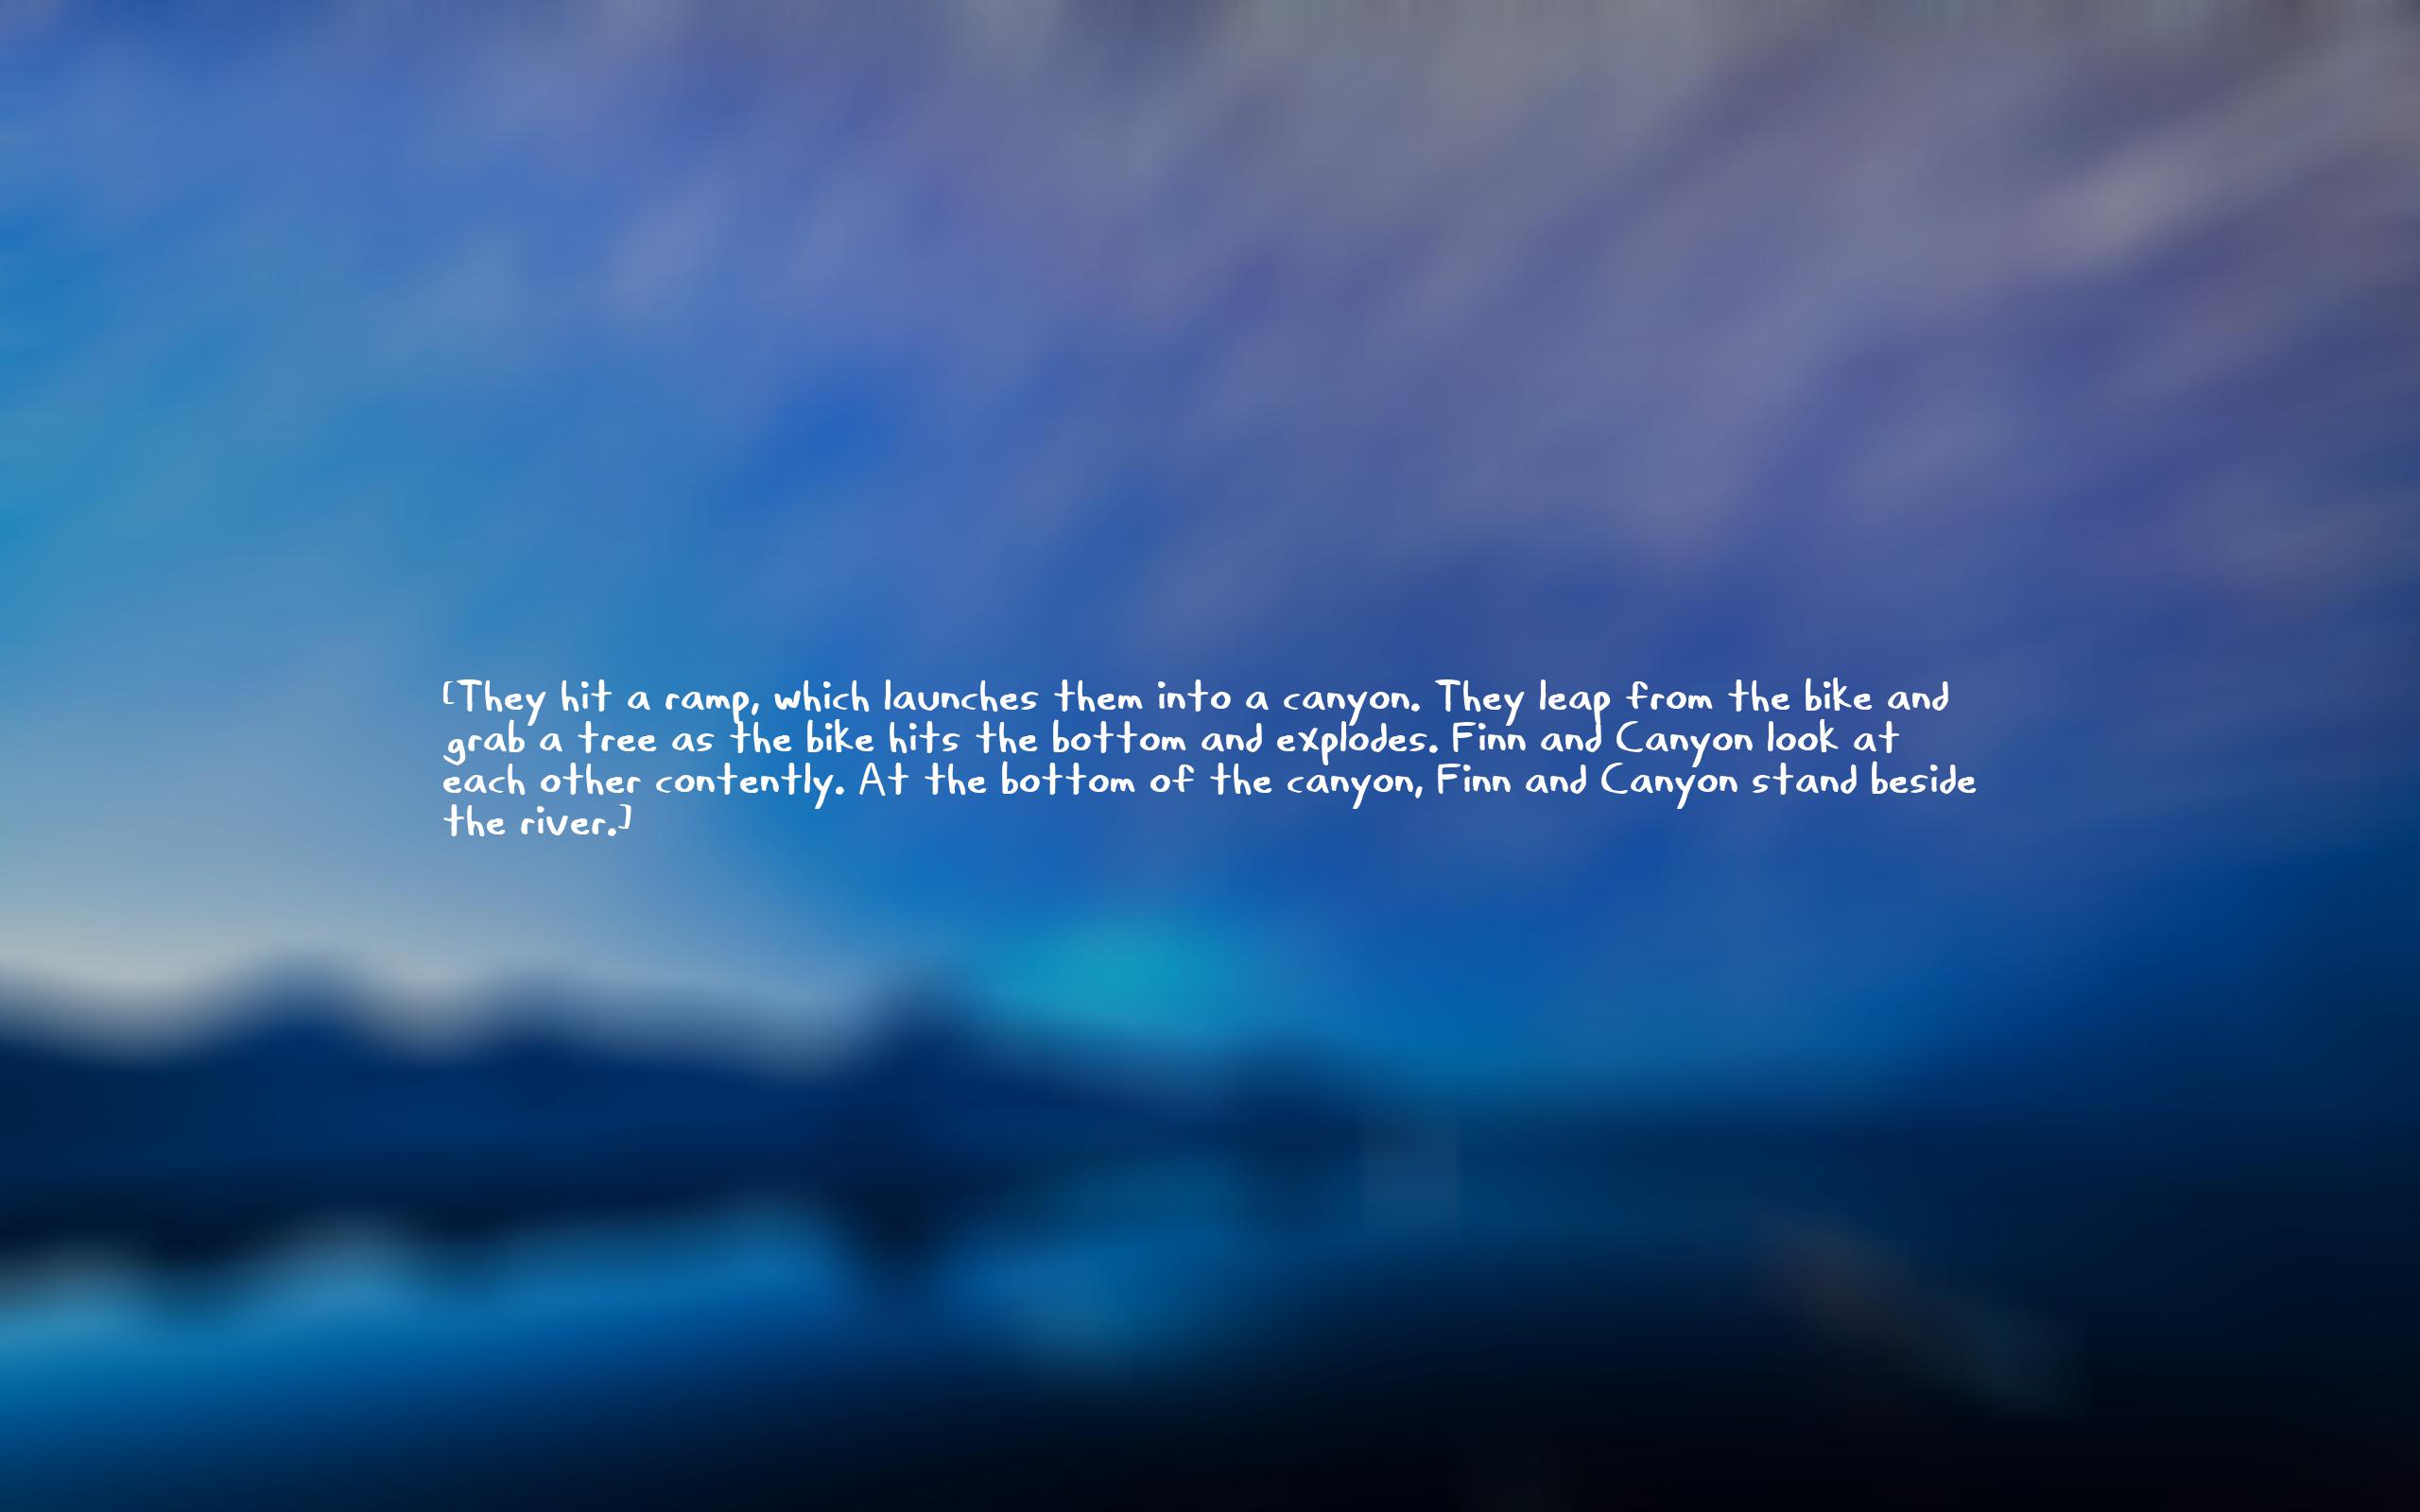 [They hit a ramp, which launches them into a canyon. They leap from the bike and
grab a tree as the bike hits the bottom and explodes. Finn and Canyon look at
each other contently. At the bottom of the canyon, Finn and Canyon stand beside
the river.]